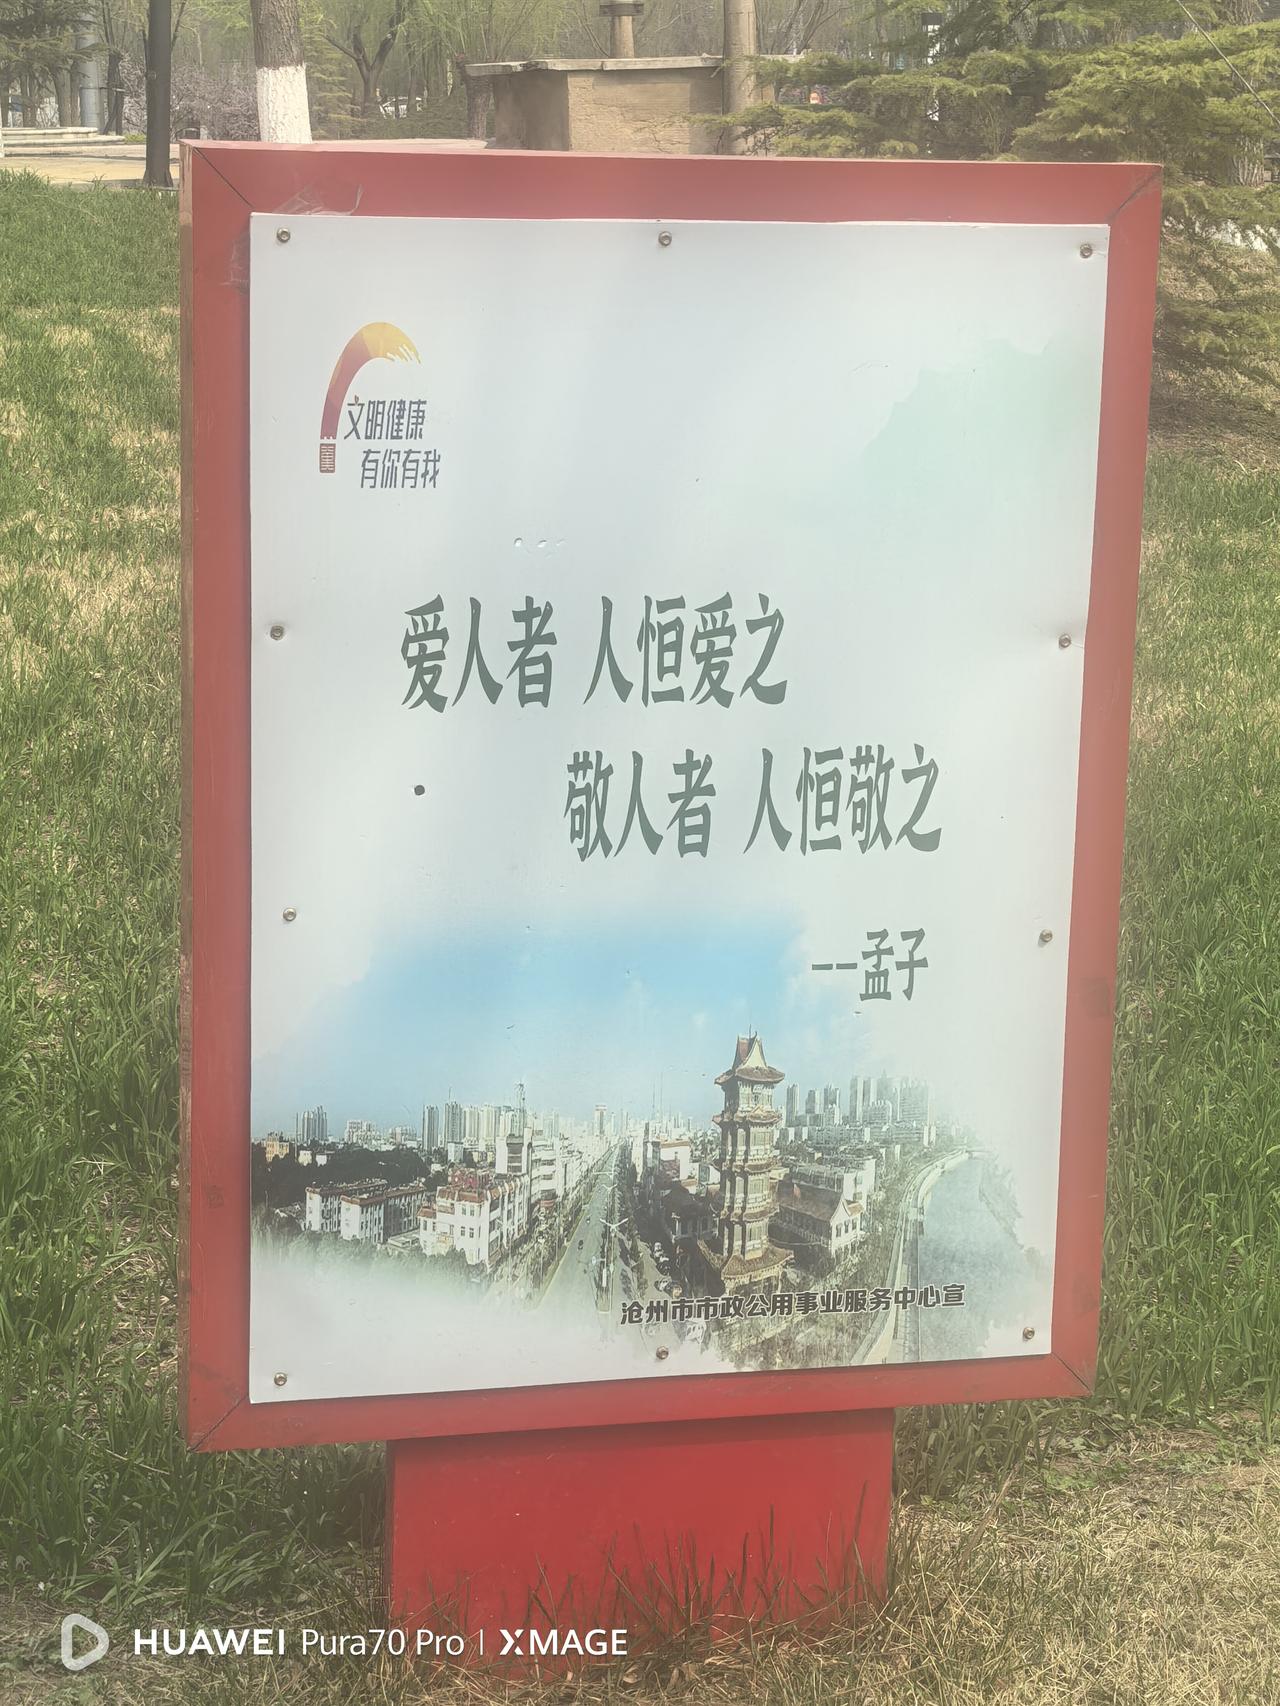 文明健康
有你有我
爱人者 人恒爱之
敬人者 人恒敬之
--孟子
沧州市市政公用事业服务中心宣
HUAWEI Pura70 Pro | XMAGE